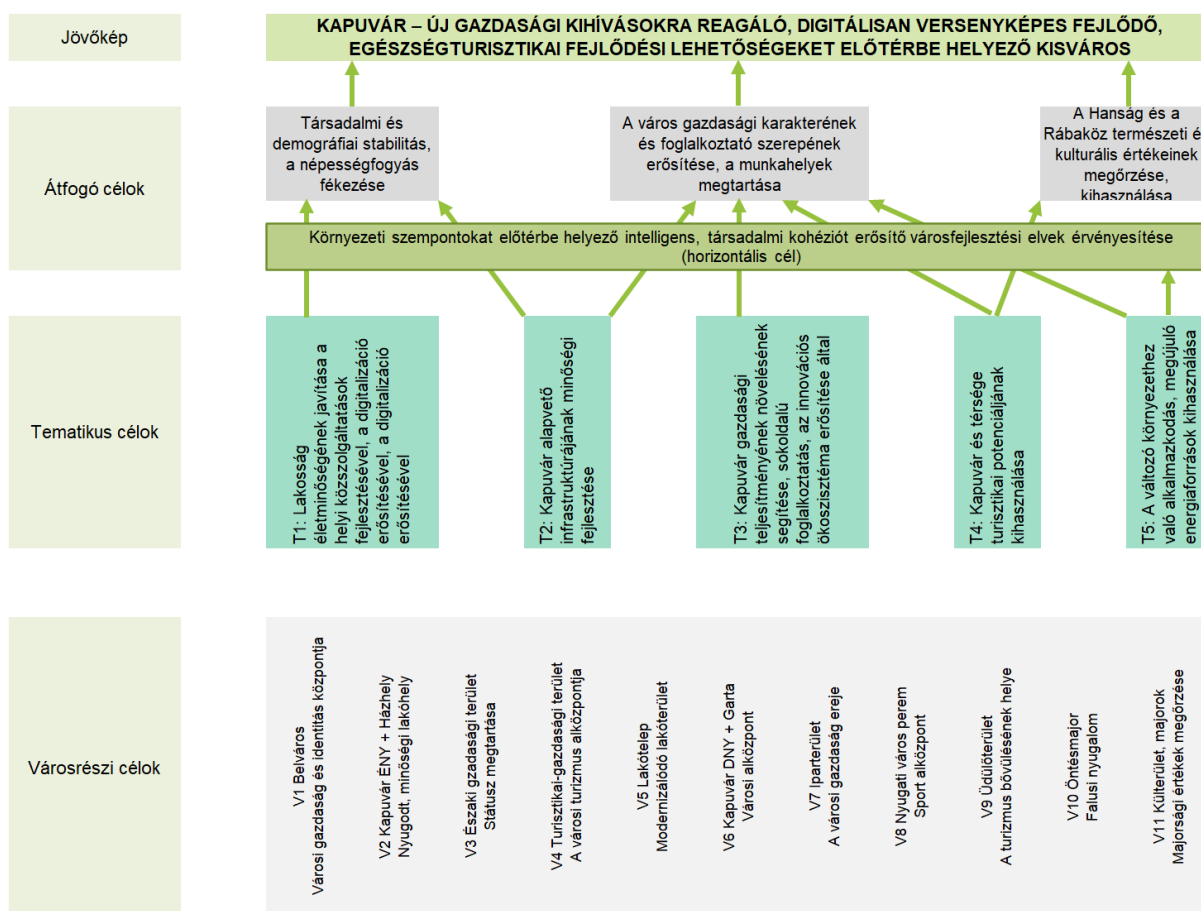 Jövőkép
KAPUVÁR – ÚJ GAZDASÁGI KIHÍVÁSOKRA REAGÁLÓ, DIGITÁLISAN VERSENYKÉPES FEJLŐDŐ,
EGÉSZSÉGTURISZTIKAI FEJLŐDÉSI LEHETŐSÉGEKET ELŐTÉRBE HELYEZŐ KISVÁROS
Átfogó célok
Társadalmi és
demográfiai stabilitás,
a népességfogyás
fékezése
A város gazdasági karakterének
és foglalkoztató szerepének
erősítése, a munkahelyek
megtartása
A Hanság és a
Rábaköz természeti é
kulturális értékeinek
megőrzése,
kihasználása
Környezeti szempontokat előtérbe helyező intelligens, társadalmi kohéziót erősítő városfejlesztési elvek érvényesítése
(horizontális cél)
Tematikus célok
T1: Lakosság
életminőségének javítása a
helyi közszolgáltatások
fejlesztésével, a digitalizáció
erősítésével, a digitalizáció
erősítésével
T2: Kapuvár alapvető
infrastruktúrájának minőségi
fejlesztése
T3: Kapuvár gazdasági
teljesítményének növelésének
segítése, sokoldalú
foglalkoztatás, az innovációs
ökoszisztéma erősítése által
T4: Kapuvár és térsége
turisztikai potenciáljának
kihasználása
T5: A változó környezethez
való alkalmazkodás, megújuló
energiaforrások kihasználása
Városrészi célok
V1 Belváros
Városi gazdaság és identitás központja
V2 Kapuvár ÉNY + Házhely
Nyugodt, minőségi lakóhely
V3 Északi gzadasági terület
Státusz megtartása
V4 Turisztikai-gazdasági terület
A városi turizmus alközpontja
V5 Lakótelep
Modernizálódó lakóterület
V6 Kapuvár DNY + Garta
Városi alközpont
V7 Iparterület
A városi gazdaság ereje
V8 Nyugati város perem
Sport alközpont
V9 Üdülőterület
A turizmus bővülésének helye
V10 Öntésmajor
Falusi nyugalom
V11 Külterület, majorok
Majorsági értékek megőrzése